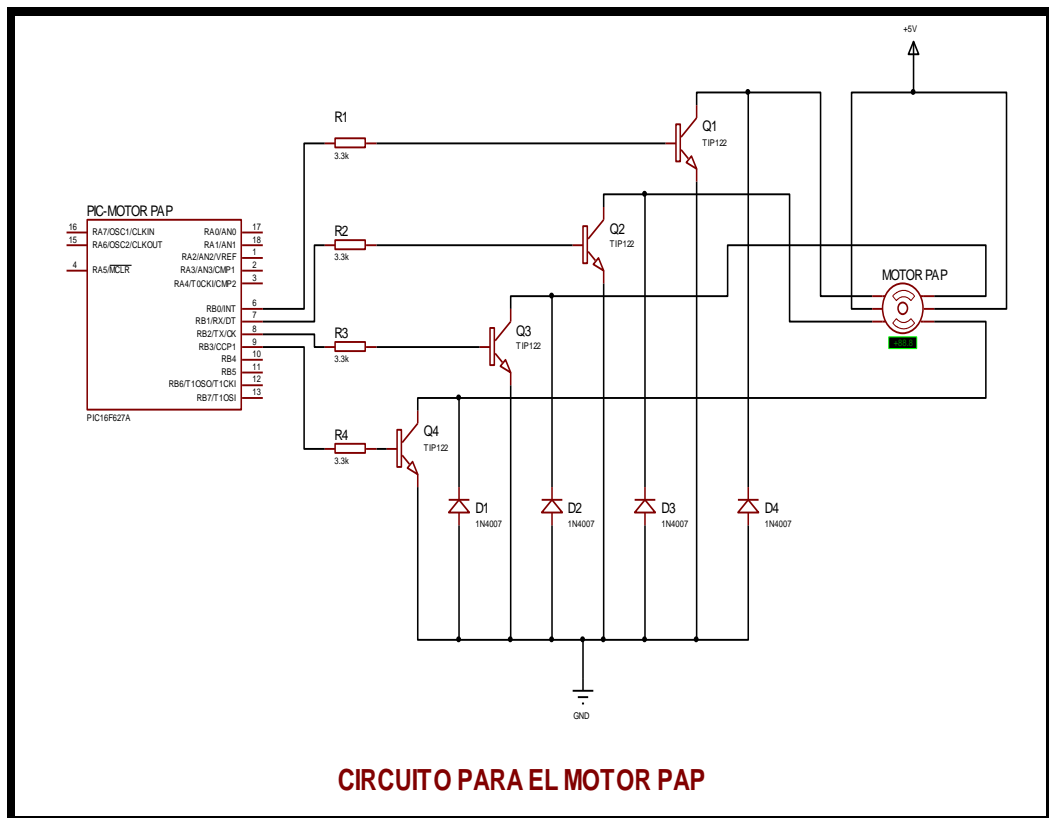 +5V
R1
3.3k
Q1
TIP122
PIC-MOTOR PAP
16 RA7/OSC1/CLKIN RA0/AN0 17
15 RA6/OSC2/CLKOUT RA1/AN1 18
RA2/AN2/VREF 1
4 RA5/MCLR RA3/AN3/CMP1 2
RA4/T0CKI/CMP2 3
RB0/INT 6
RB1/RX/DT 7
RB2/TX/CK 8
RB3/CCP1 9
RB4 10
RB5 11
RB6/T1OSO/T1CKI 12
RB7/T1OSI 13
PIC16F627A
R2
3.3k
Q2
TIP122
MOTOR PAP
+88.8
R3
3.3k
Q3
TIP122
R4
3.3k
Q4
TIP122
D1
1N4007
D2
1N4007
D3
1N4007
D4
1N4007
GND
CIRCUITO PARA EL MOTOR PAP